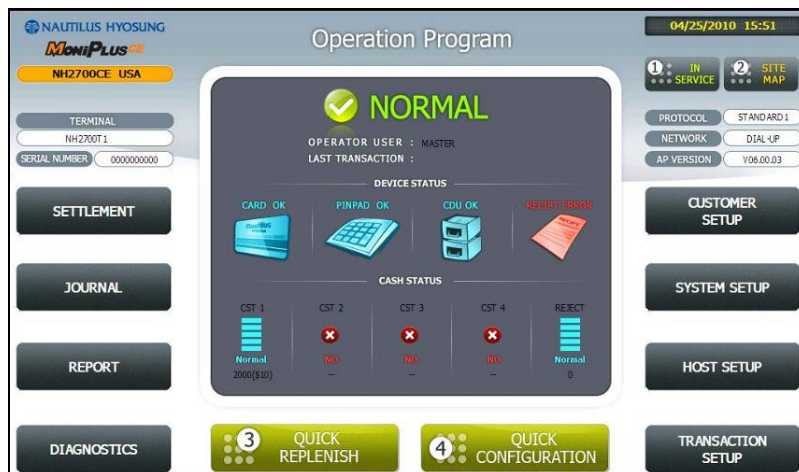 NAUTILUS HYOSUNG
MONIPLUSCE
NH2700CE USA
Operation Program
04/25/2010 15:51
1 IN SERVICE
2 SITE MAP
TERMINAL
NH2700T1
SERIAL NUMBER 0000000000
PROTOCOL STANDARD1
NETWORK DIAL-UP
AP VERSION V06.00.03
NORMAL
OPERATOR USER : MASTER
LAST TRANSACTION :
DEVICE STATUS
CARD OK PINPAD OK CDU OK RECIPT ERROR
RECEIPT
CASH STATUS
CST 1 CST 2 CST 3 CST 4 REJECT
Normal NO NO NO Normal
2000($10) -- -- -- 0
SETTLEMENT
JOURNAL
REPORT
DIAGNOSTICS
CUSTOMER SETUP
SYSTEM SETUP
HOST SETUP
TRANSACTION SETUP
3 QUICK REPLENISH
4 QUICK CONFIGURATION